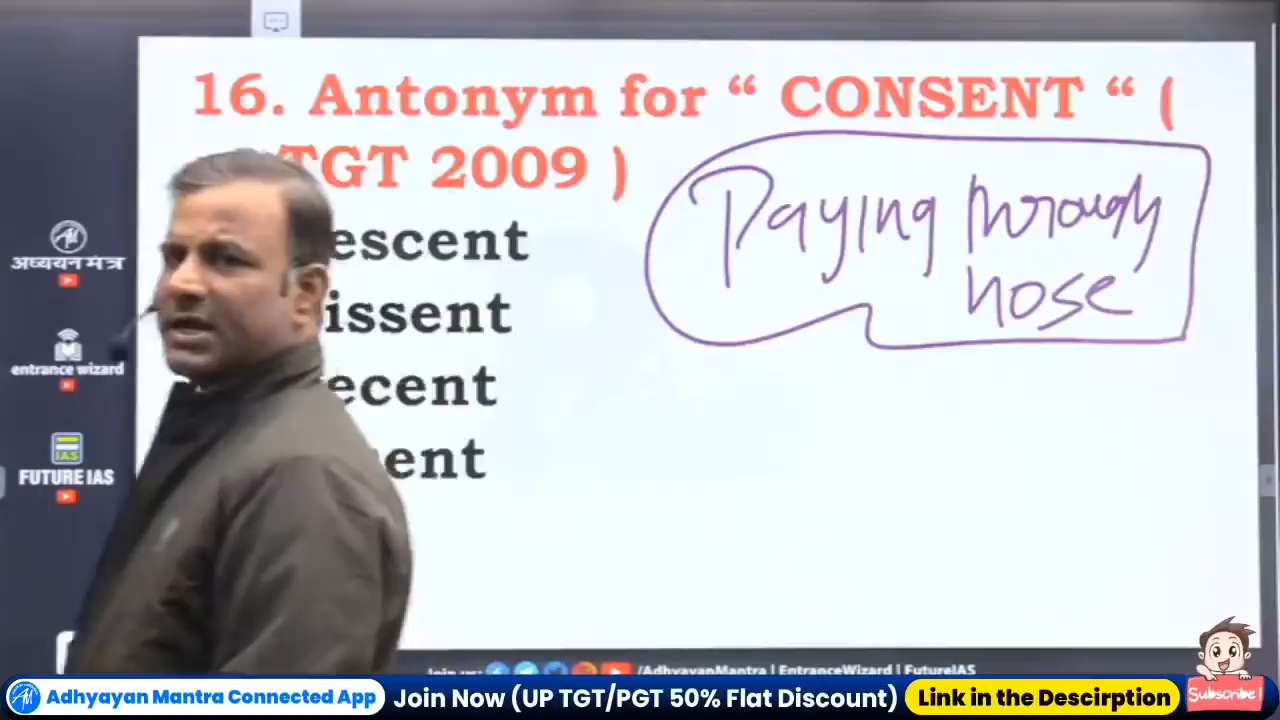 16. Antonym for “ CONSENT “ (
TGT 2009 )
escent
issent
ecent
ent
Paying through
nose
अध्ययन मंत्र
entrance wizard
IAS
FUTURE IAS
/AdhyayanMantra | EntranceWizard | FutureIAS
Adhyayan Mantra Connected App
Join Now (UP TGT/PGT 50% Flat Discount)
Link in the Descirption
Subscribe!